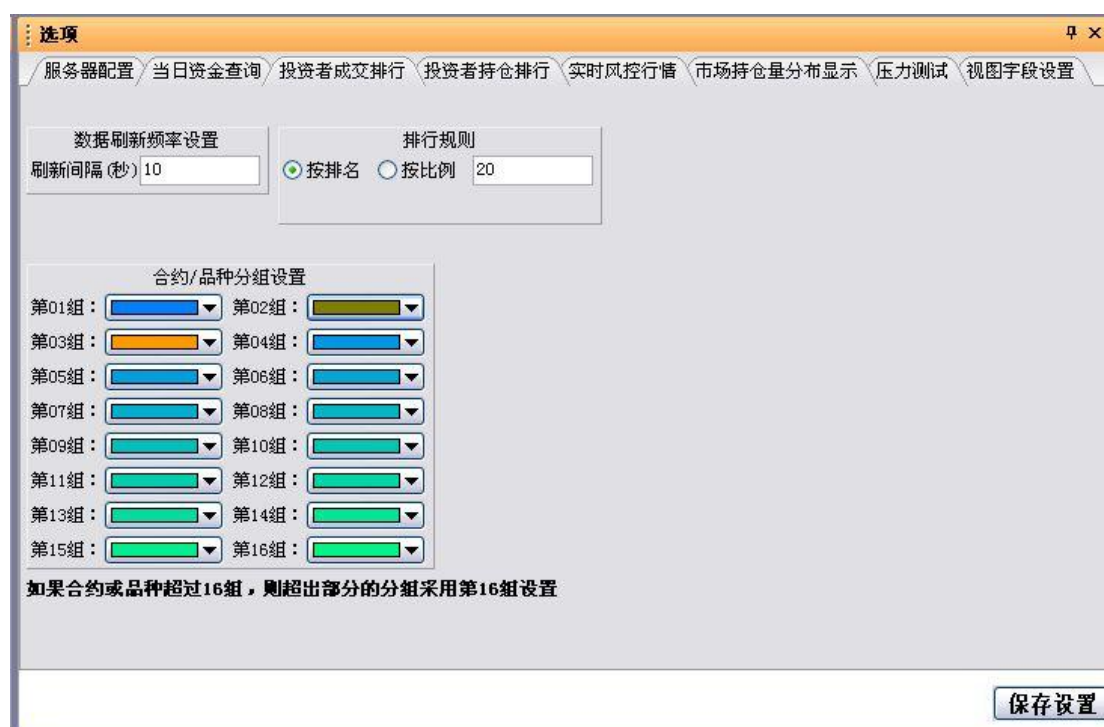 选项
服务器配置 当日资金查询 投资者成交排行 投资者持仓排行 实时风控行情 市场持仓量分布显示 压力测试 视图字段设置
数据刷新频率设置 排行规则
刷新间隔(秒) 10 按排名 按比例 20
合约/品种分组设置
第01组： 第02组：
第03组： 第04组：
第05组： 第06组：
第07组： 第08组：
第09组： 第10组：
第11组： 第12组：
第13组： 第14组：
第15组： 第16组：
如果合约或品种超过16组，则超出部分的分组采用第16组设置
保存设置